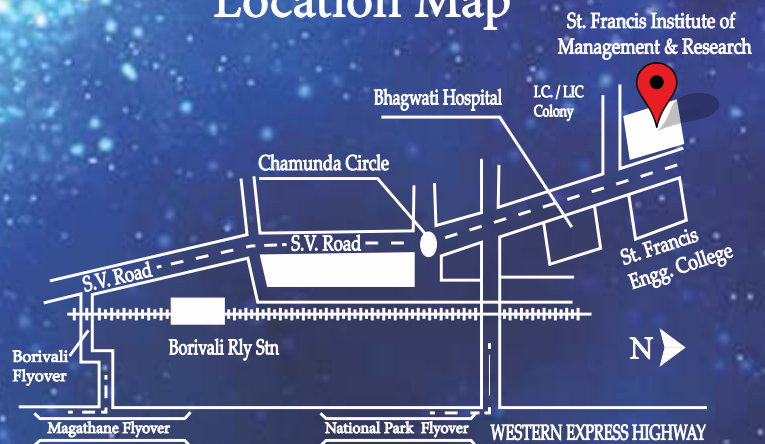 Location Map
St. Francis Institute of
Management & Research
I.C. / LIC
Colony
Bhagwati Hospital
Chamunda Circle
S.V. Road
S.V. Road
St. Francis
Engg. College
Borivali Rly Stn
Borivali
Flyover
N
Magathane Flyover
National Park Flyover
WESTERN EXPRESS HIGHWAY